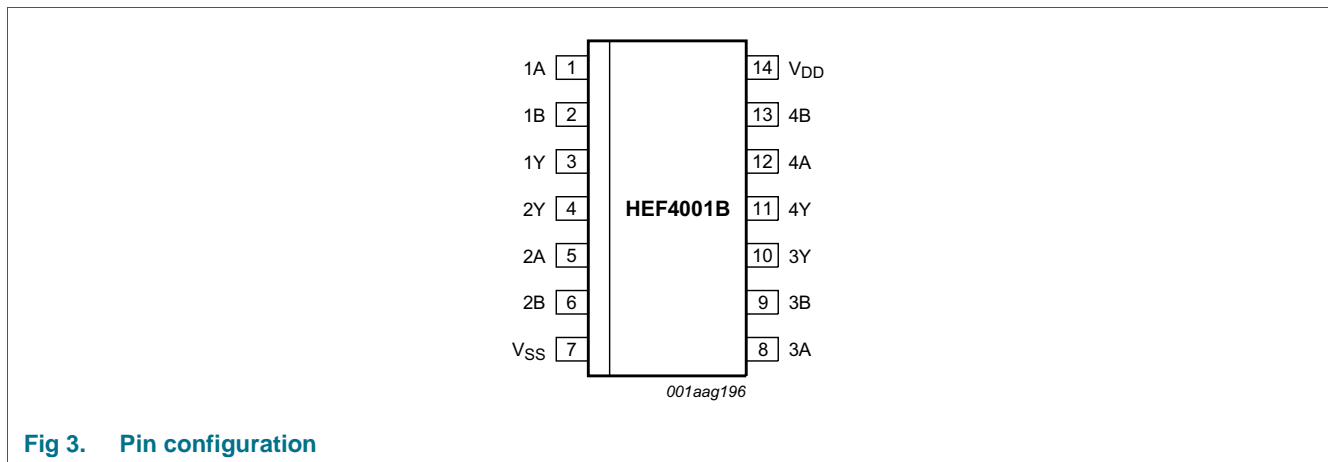 1A 1 14 VDD
1B 2 13 4B
1Y 3 12 4A
2Y 4 HEF4001B 11 4Y
2A 5 10 3Y
2B 6 9 3B
VSS 7 8 3A
001aag196
Fig 3. Pin configuration